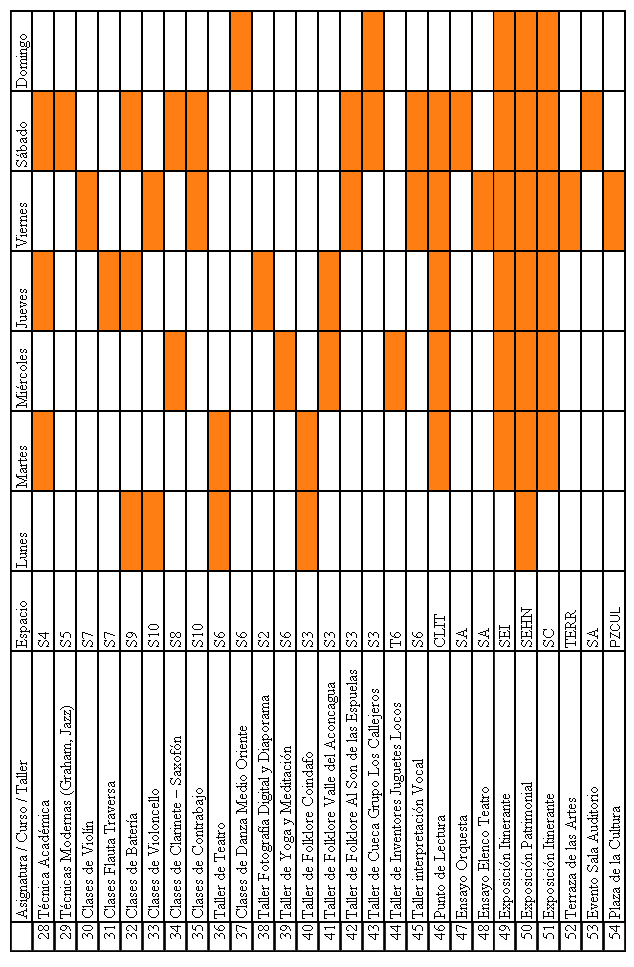 Asignatura / Curso / Taller Espacio Lunes Martes Miércoles Jueves Viernes Sábado Domingo
28 Técnica Académica S4
29 Técnicas Modernas (Graham, Jazz) S5
30 Clases de Violín S7
31 Clases Flauta Traversa S7
32 Clases de Batería S9
33 Clases de Violoncello S10
34 Clases de Clarinete – Saxofón S8
35 Clases de Contrabajo S10
36 Taller de Teatro S6
37 Clases de Danza Medio Oriente S6
38 Taller Fotografía Digital y Diaporama S2
39 Taller de Yoga y Meditación S6
40 Taller de Folklore Coindafo S3
41 Taller de Folklore Valle del Aconcagua S3
42 Taller de Folklore Al Son de las Espuelas S3
43 Taller de Cueca Grupo Los Callejeros S3
44 Taller de Inventores Juguetes Locos T6
45 Taller interpretación Vocal S6
46 Punto de Lectura CLIT
47 Ensayo Orquesta SA
48 Ensayo Elenco Teatro SA
49 Exposición Itinerante SEI
50 Exposición Patrimonial SEHN
51 Exposición Itinerante SC
52 Terraza de las Artes TERR
53 Evento Sala Auditorio SA
54 Plaza de la Cultura PZCUL